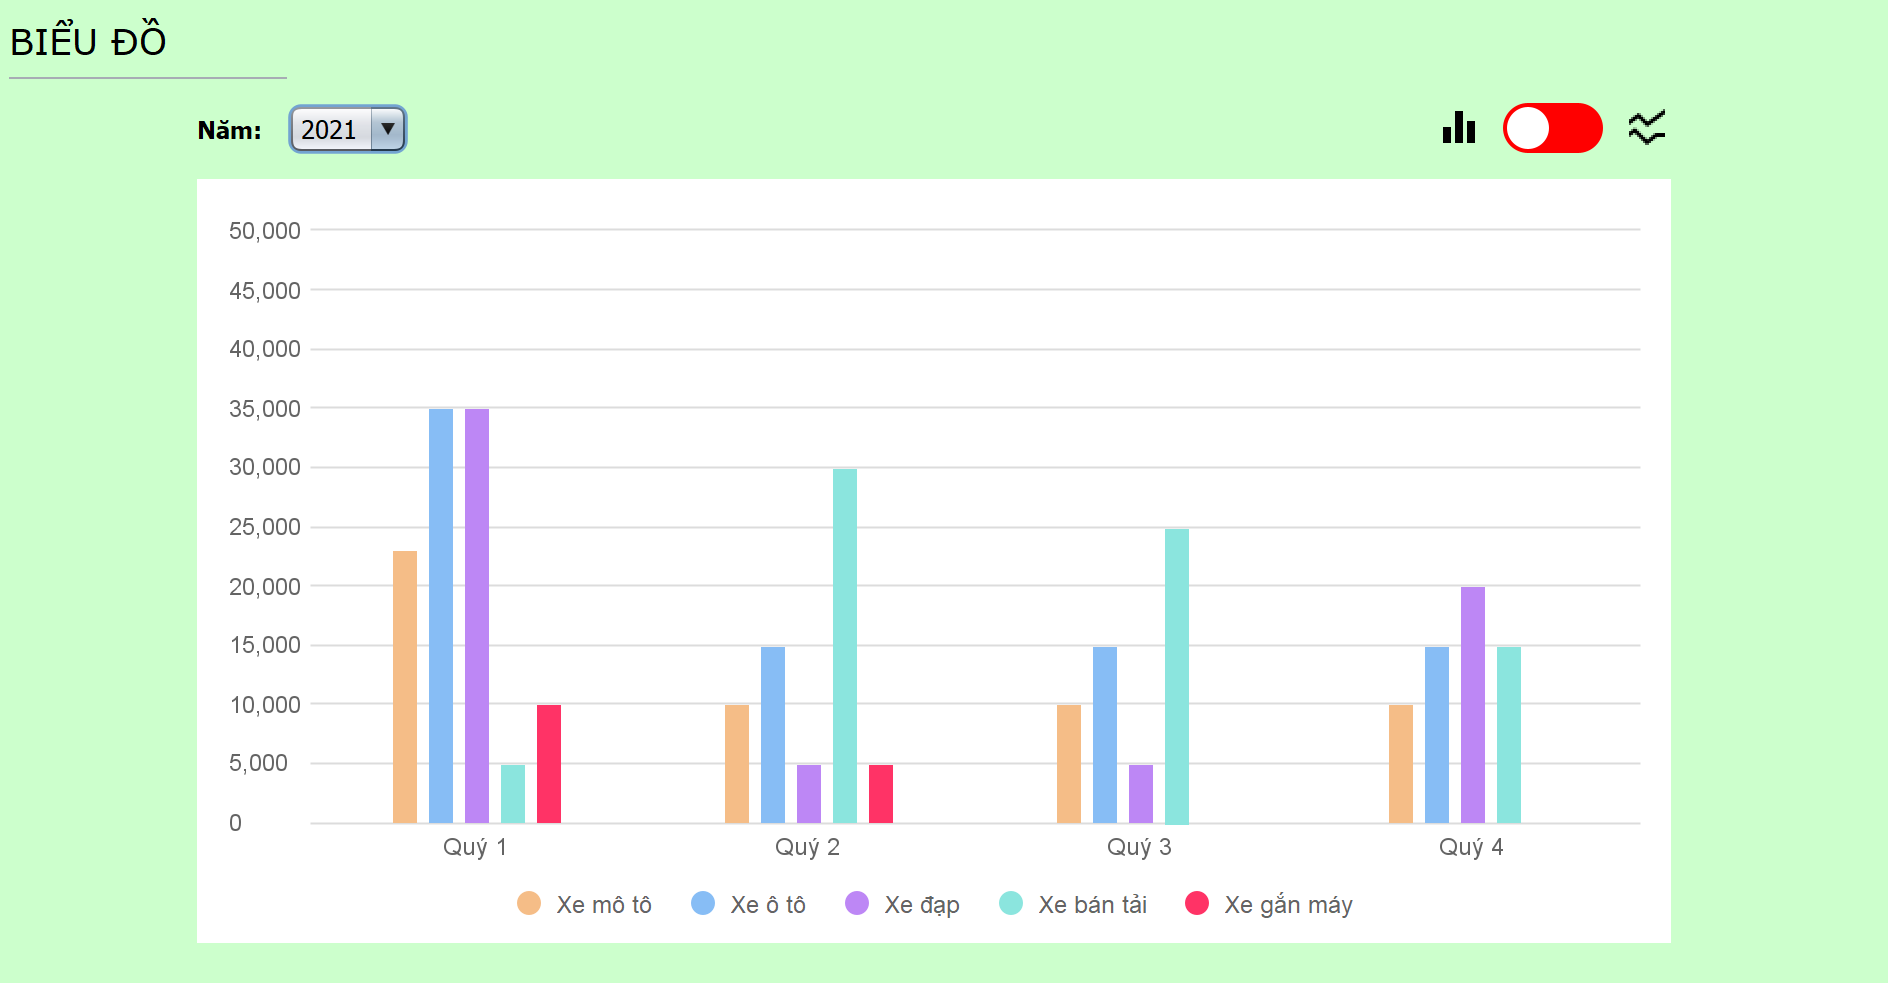 BIỂU ĐỒ
Năm: 2021
50,000
45,000
40,000
35,000
30,000
25,000
20,000
15,000
10,000
5,000
0
Quý 1 Quý 2 Quý 3 Quý 4
Xe mô tô Xe ô tô Xe đạp Xe bán tải Xe gắn máy